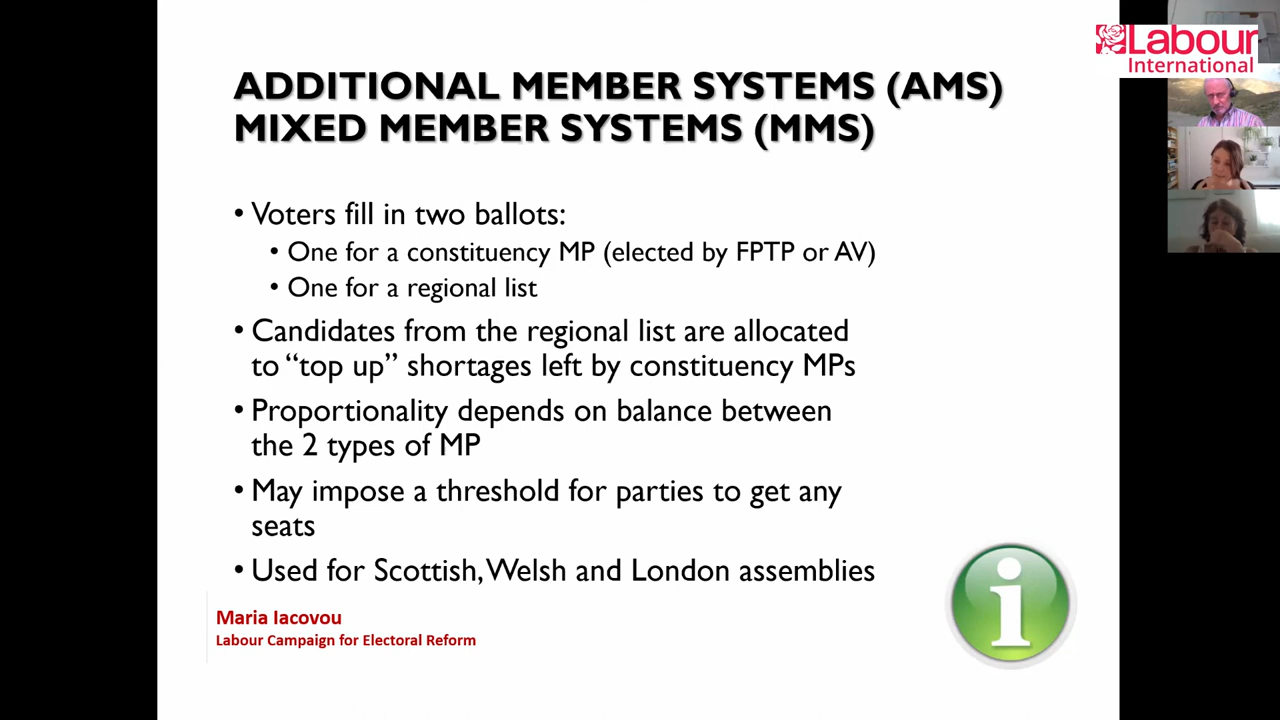 ADDITIONAL MEMBER SYSTEMS (AMS)
MIXED MEMBER SYSTEMS (MMS)
• Voters fill in two ballots:
• One for a constituency MP (elected by FPTP or AV)
• One for a regional list
• Candidates from the regional list are allocated
to “top up” shortages left by constituency MPs
• Proportionality depends on balance between
the 2 types of MP
• May impose a threshold for parties to get any
seats
• Used for Scottish, Welsh and London assemblies
Maria Iacovou
Labour Campaign for Electoral Reform
i
Labour
International